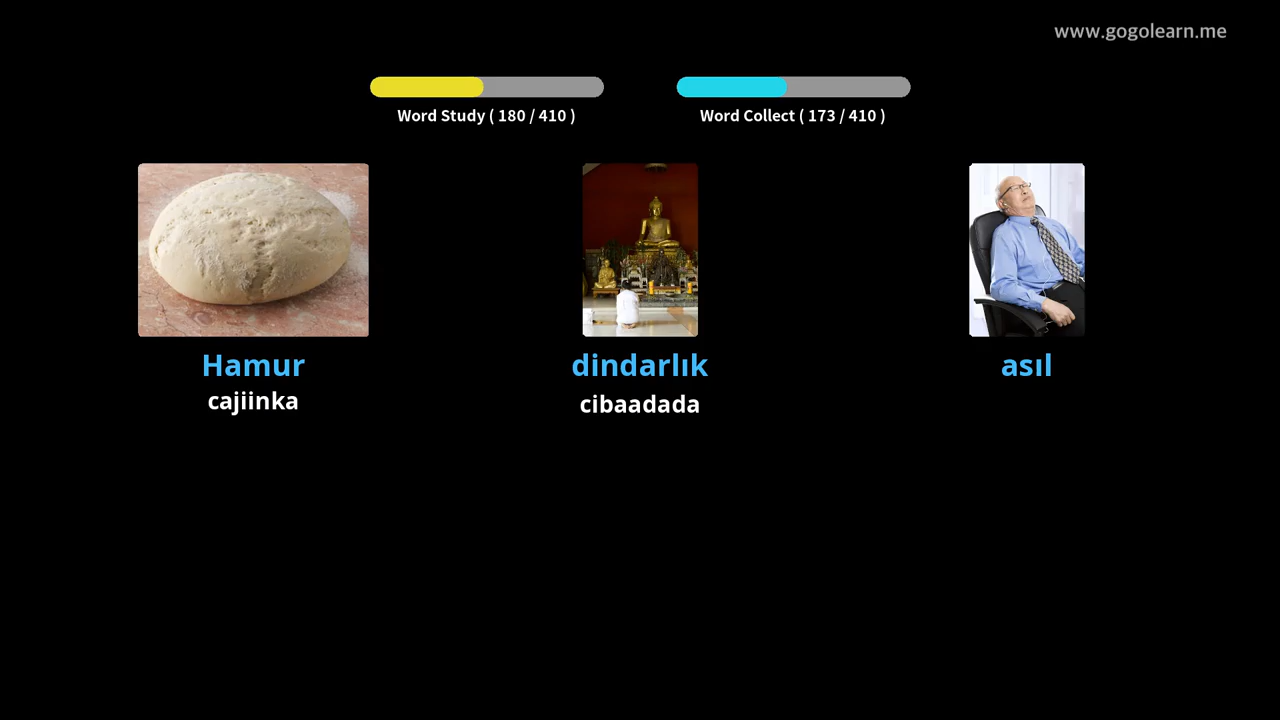 www.gogolearn.me
Word Study ( 180 / 410 )
Word Collect ( 173 / 410 )
Hamur
cajiinka
dindarlık
cibaadada
asıl